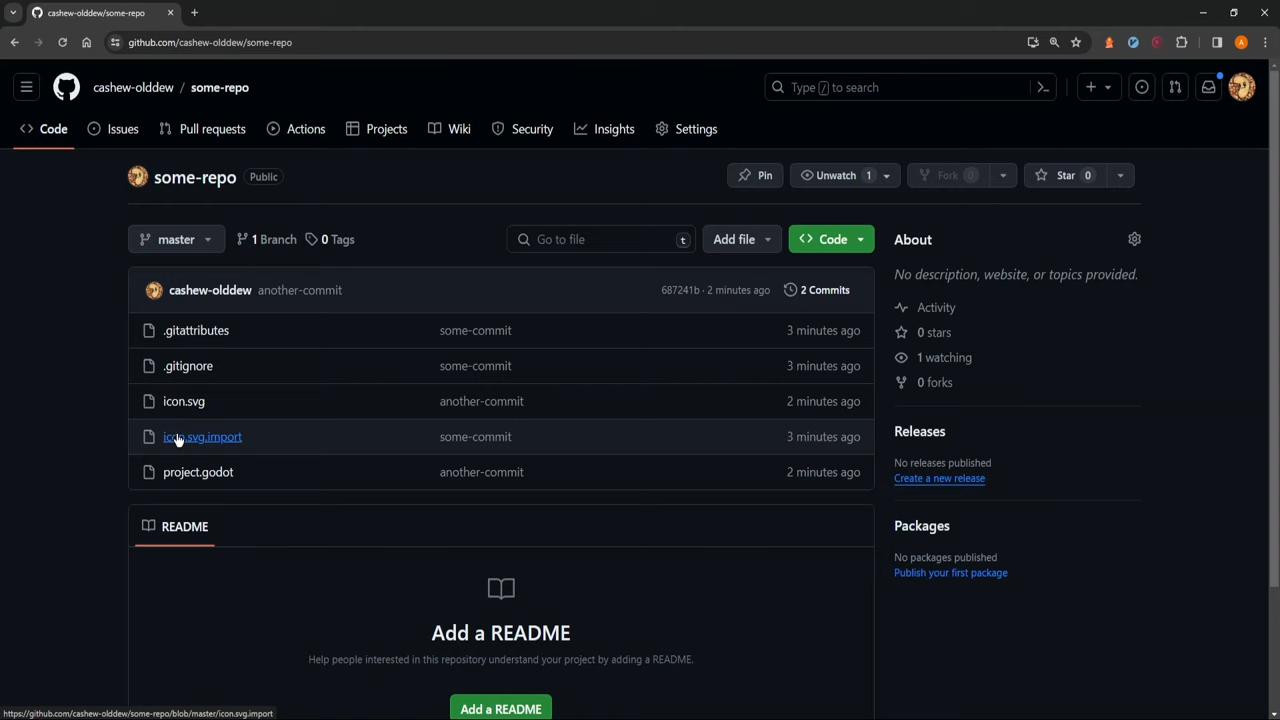 cashew-olddew/some-repo
github.com/cashew-olddew/some-repo
A
cashew-olddew / some-repo
Type / to search
Code Issues Pull requests Actions Projects Wiki Security Insights Settings
some-repo Public
Pin Unwatch 1 Fork 0 Star 0
master 1 Branch 0 Tags Go to file t Add file Code
cashew-olddew another-commit 687241b · 2 minutes ago 2 Commits
.gitattributes some-commit 3 minutes ago
.gitignore some-commit 3 minutes ago
icon.svg another-commit 2 minutes ago
icon.svg.import some-commit 3 minutes ago
project.godot another-commit 2 minutes ago
README
Add a README
Help people interested in this repository understand your project by adding a README.
Add a README
About
No description, website, or topics provided.
Activity
0 stars
1 watching
0 forks
Releases
No releases published
Create a new release
Packages
No packages published
Publish your first package
https://github.com/cashew-olddew/some-repo/blob/master/icon.svg.import